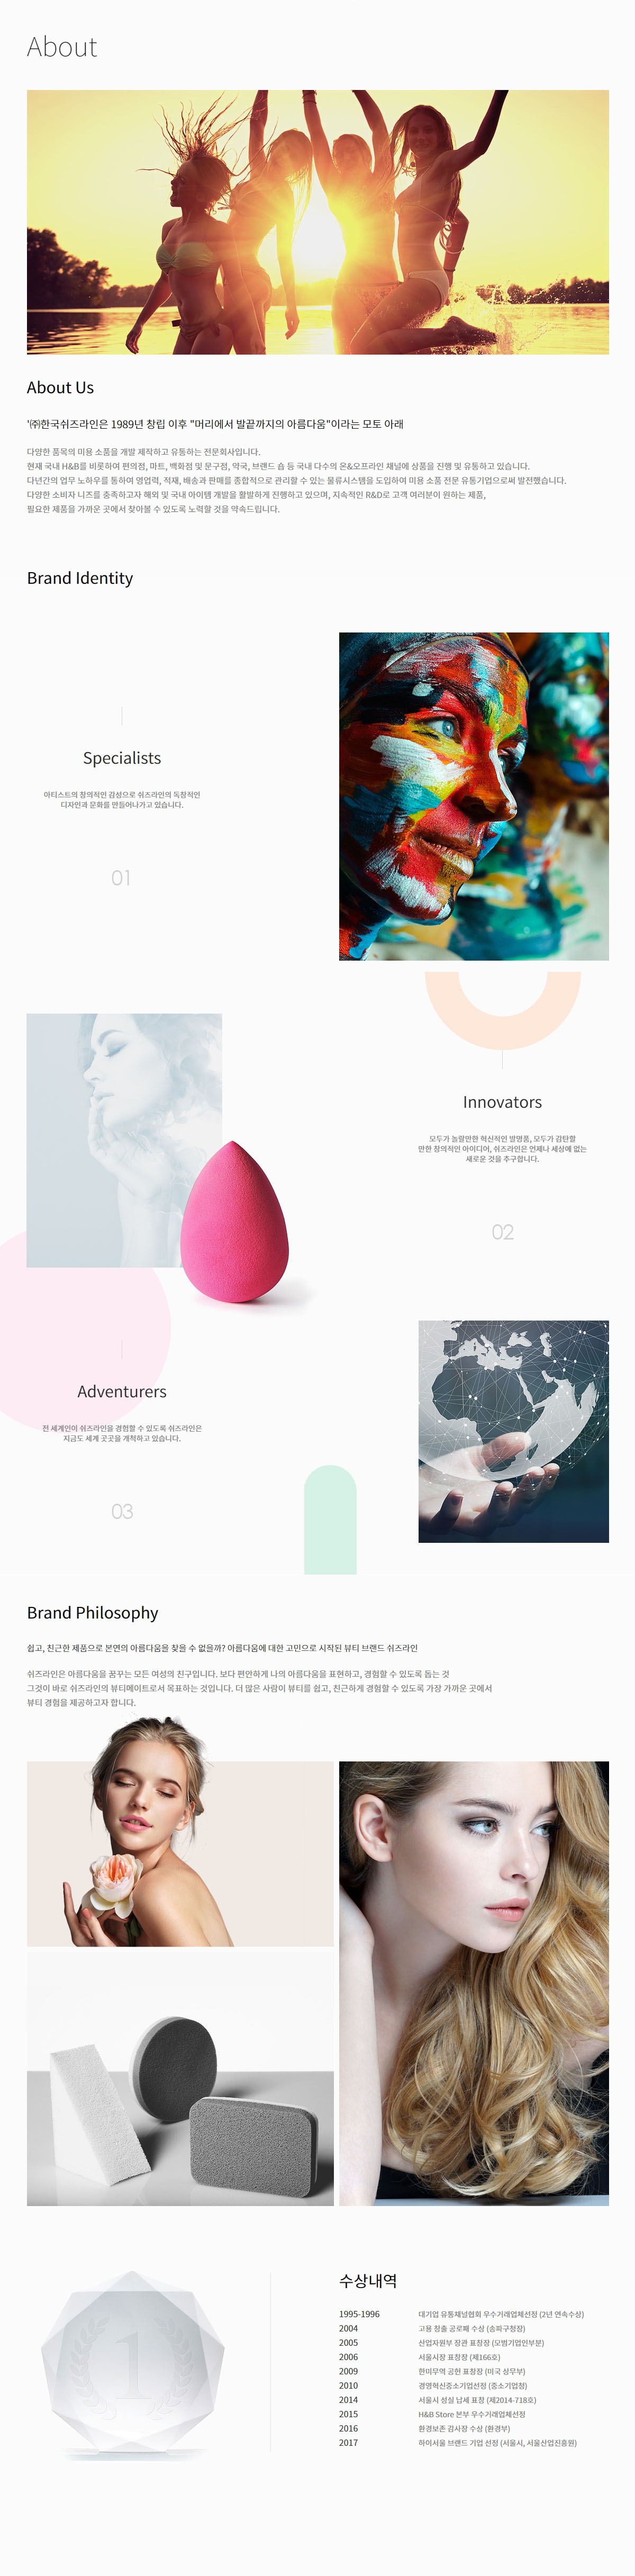 About
About Us
'㈜한국쉬즈라인은 1989년 창립 이후 "머리에서 발끝까지의 아름다움"이라는 모토 아래
다양한 품목의 미용 소품을 개발 제작하고 유통하는 전문회사입니다.
현재 국내 H&B를 비롯하여 편의점, 마트, 백화점 및 문구점, 약국, 브랜드 숍 등 국내 다수의 온&오프라인 채널에 상품을 진행 및 유통하고 있습니다.
다년간의 업무 노하우를 통하여 영업력, 적재, 배송과 판매를 종합적으로 관리할 수 있는 물류시스템을 도입하여 미용 소품 전문 유통기업으로써 발전했습니다.
다양한 소비자 니즈를 충족하고자 해외 및 국내 아이템 개발을 활발하게 진행하고 있으며, 지속적인 R&D로 고객 여러분이 원하는 제품,
필요한 제품을 가까운 곳에서 찾아볼 수 있도록 노력할 것을 약속드립니다.
Brand Identity
Specialists
아티스트의 창의적인 감성으로 쉬즈라인의 독창적인
디자인과 문화를 만들어나가고 있습니다.
01
Innovators
모두가 놀랄만한 혁신적인 발명품, 모두가 감탄할
만한 창의적인 아이디어, 쉬즈라인은 언제나 세상에 없는
새로운 것을 추구합니다.
02
Adventurers
전 세계인이 쉬즈라인을 경험할 수 있도록 쉬즈라인은
지금도 세계 곳곳을 개척하고 있습니다.
03
Brand Philosophy
쉽고, 친근한 제품으로 본연의 아름다움을 찾을 수 없을까? 아름다움에 대한 고민으로 시작된 뷰티 브랜드 쉬즈라인
쉬즈라인은 아름다움을 꿈꾸는 모든 여성의 친구입니다. 보다 편안하게 나의 아름다움을 표현하고, 경험할 수 있도록 돕는 것
그것이 바로 쉬즈라인의 뷰티메이트로서 목표하는 것입니다. 더 많은 사람이 뷰티를 쉽고, 친근하게 경험할 수 있도록 가장 가까운 곳에서
뷰티 경험을 제공하고자 합니다.
1
수상내역
1995-1996 대기업 유통채널협회 우수거래업체선정 (2년 연속수상)
2004 고용 창출 공로패 수상 (송파구청장)
2005 산업자원부 장관 표창장 (모범기업인부분)
2006 서울시장 표창장 (제166호)
2009 한미무역 공헌 표창장 (미국 상무부)
2010 경영혁신중소기업선정 (중소기업청)
2014 서울시 성실 납세 표창 (제2014-718호)
2015 H&B Store 본부 우수거래업체선정
2016 환경보존 감사장 수상 (환경부)
2017 하이서울 브랜드 기업 선정 (서울시, 서울산업진흥원)